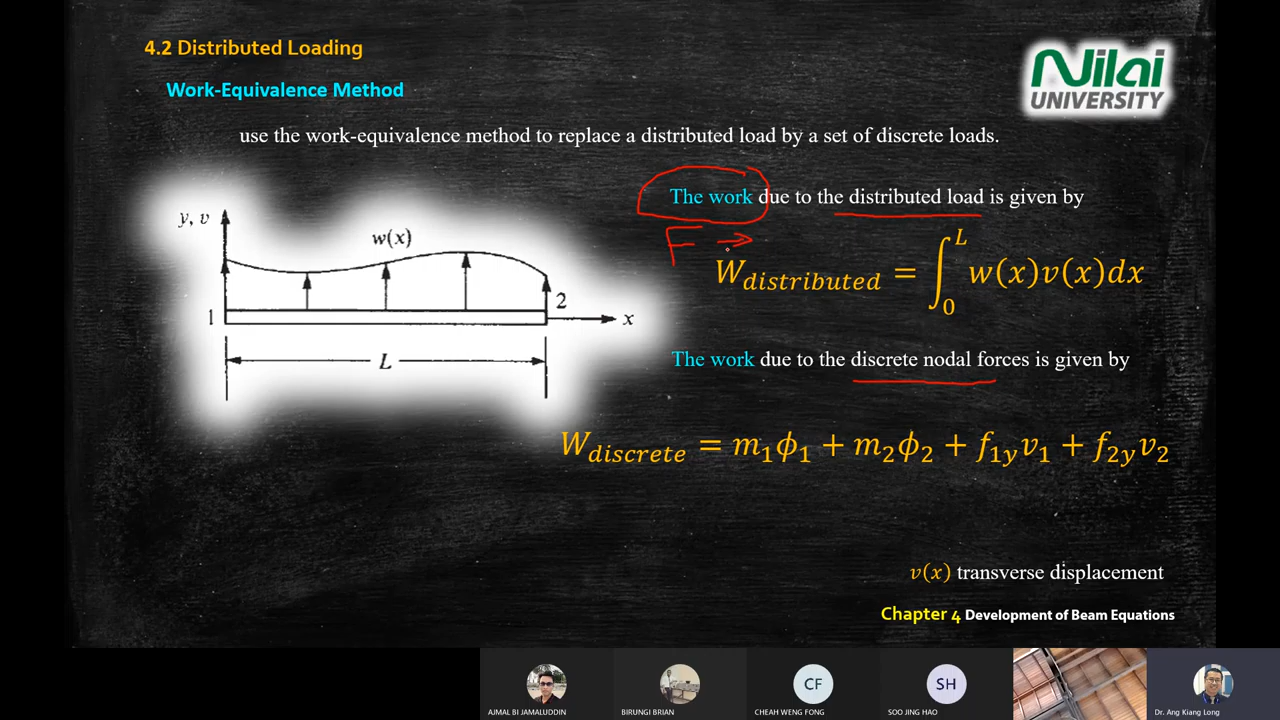 4.2 Distributed Loading
Nilai
UNIVERSITY
Work-Equivalence Method
use the work-equivalence method to replace a distributed load by a set of discrete loads.
The work due to the distributed load is given by
F →
W_distributed = ∫_0^L w(x)v(x)dx
y, v
w(x)
1
2
x
L
The work due to the discrete nodal forces is given by
W_discrete = m_1ϕ_1 + m_2ϕ_2 + f_1y v_1 + f_2y v_2
v(x) transverse displacement
Chapter 4 Development of Beam Equations
CF
SH
AJMAL BI JAMALUDDIN
BIRUNGI BRIAN
CHEAH WENG FONG
SOO JING HAO
Dr. Ang Kiang Long